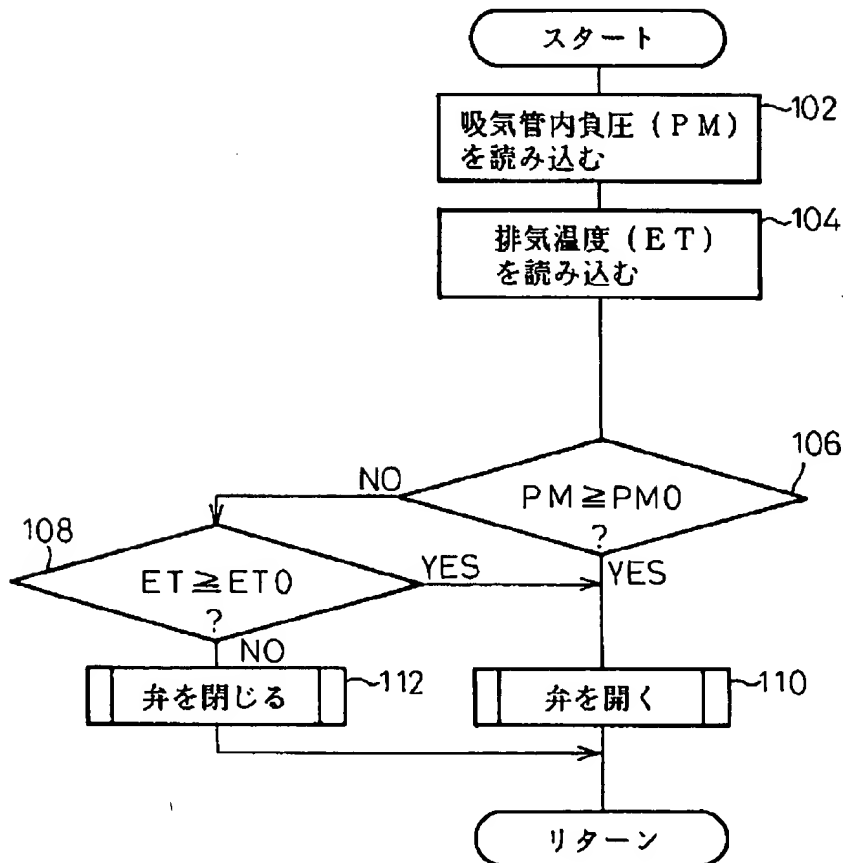 スタート
吸気管内負圧(PM)
を読み込む
102
排気温度(ET)
を読み込む
104
PM≧PM0
?
106
NO
YES
ET≧ET0
?
108
YES
NO
弁を閉じる
112
弁を開く
110
リターン